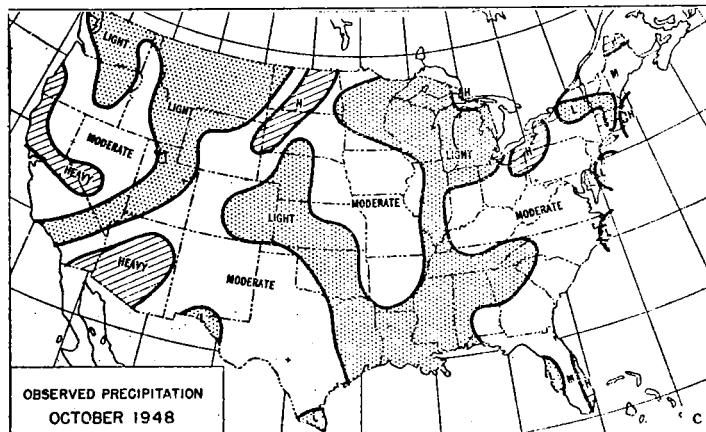 LIGHT
H
LIGHT
H
M
MODERATE
L
H
LIGHT
HEAVY
LIGHT
MODERATE
MODERATE
HEAVY
MODERATE
L
OBSERVED PRECIPITATION
OCTOBER 1948
L
M
H
C